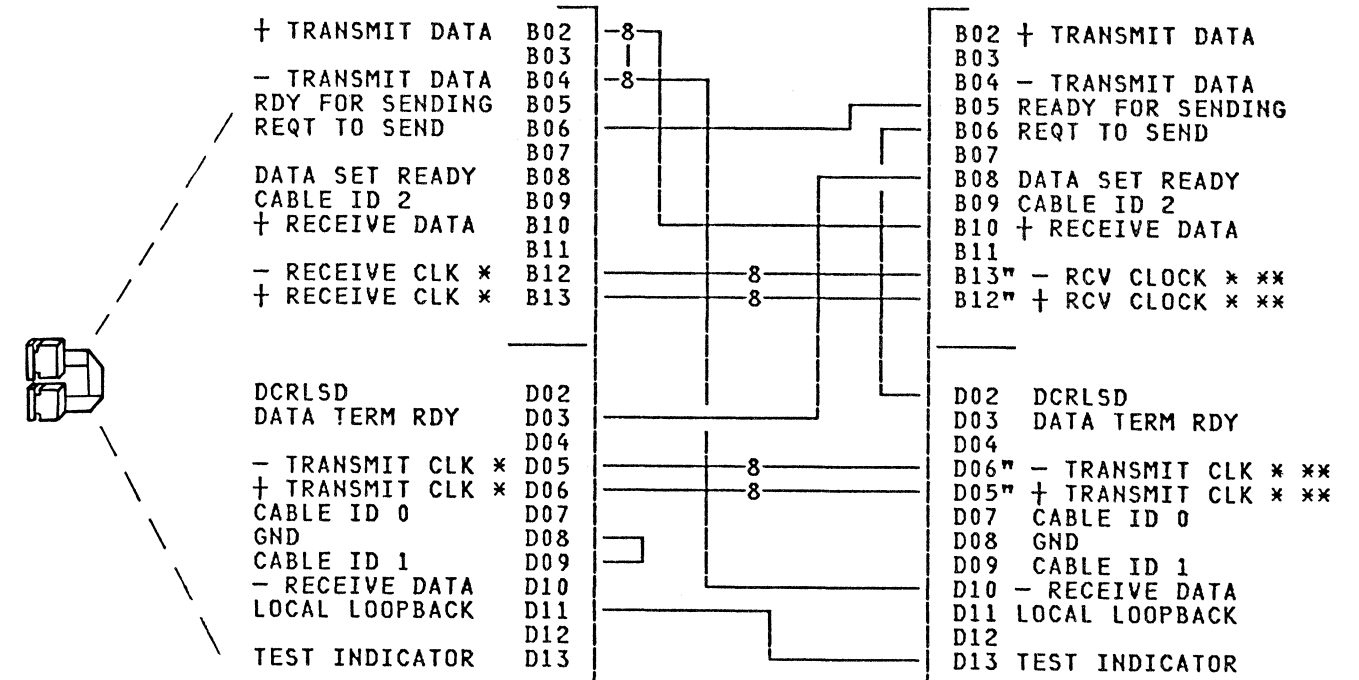 + TRANSMIT DATA B02 8 B02 + TRANSMIT DATA
B03 B03
- TRANSMIT DATA B04 8 B04 - TRANSMIT DATA
RDY FOR SENDING B05 B05 READY FOR SENDING
REQT TO SEND B06 B06 REQT TO SEND
B07 B07
DATA SET READY B08 B08 DATA SET READY
CABLE ID 2 B09 B09 CABLE ID 2
+ RECEIVE DATA B10 B10 + RECEIVE DATA
B11 B11
- RECEIVE CLK * B12 8 B13" - RCV CLOCK * **
+ RECEIVE CLK * B13 8 B12" + RCV CLOCK * **
DCRLSD D02 D02 DCRLSD
DATA TERM RDY D03 D03 DATA TERM RDY
D04 D04
- TRANSMIT CLK * D05 8 D06" - TRANSMIT CLK * **
+ TRANSMIT CLK * D06 8 D05" + TRANSMIT CLK * **
CABLE ID 0 D07 D07 CABLE ID 0
GND D08 D08 GND
CABLE ID 1 D09 D09 CABLE ID 1
- RECEIVE DATA D10 D10 - RECEIVE DATA
LOCAL LOOPBACK D11 D11 LOCAL LOOPBACK
D12 D12
TEST INDICATOR D13 D13 TEST INDICATOR